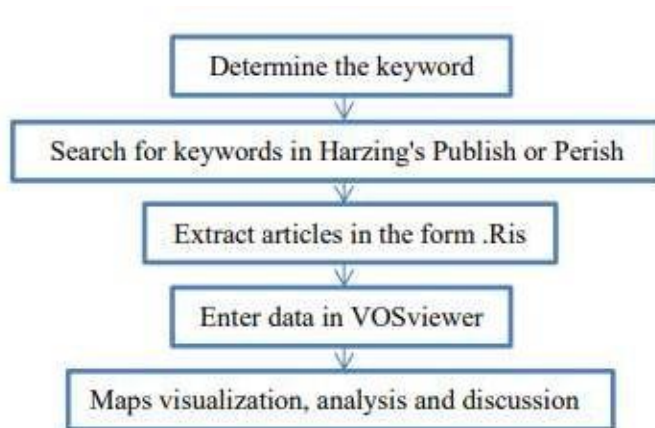 Determine the keyword
Search for keywords in Harzing's Publish or Perish
Extract articles in the form .Ris
Enter data in VOSviewer
Maps visualization, analysis and discussion